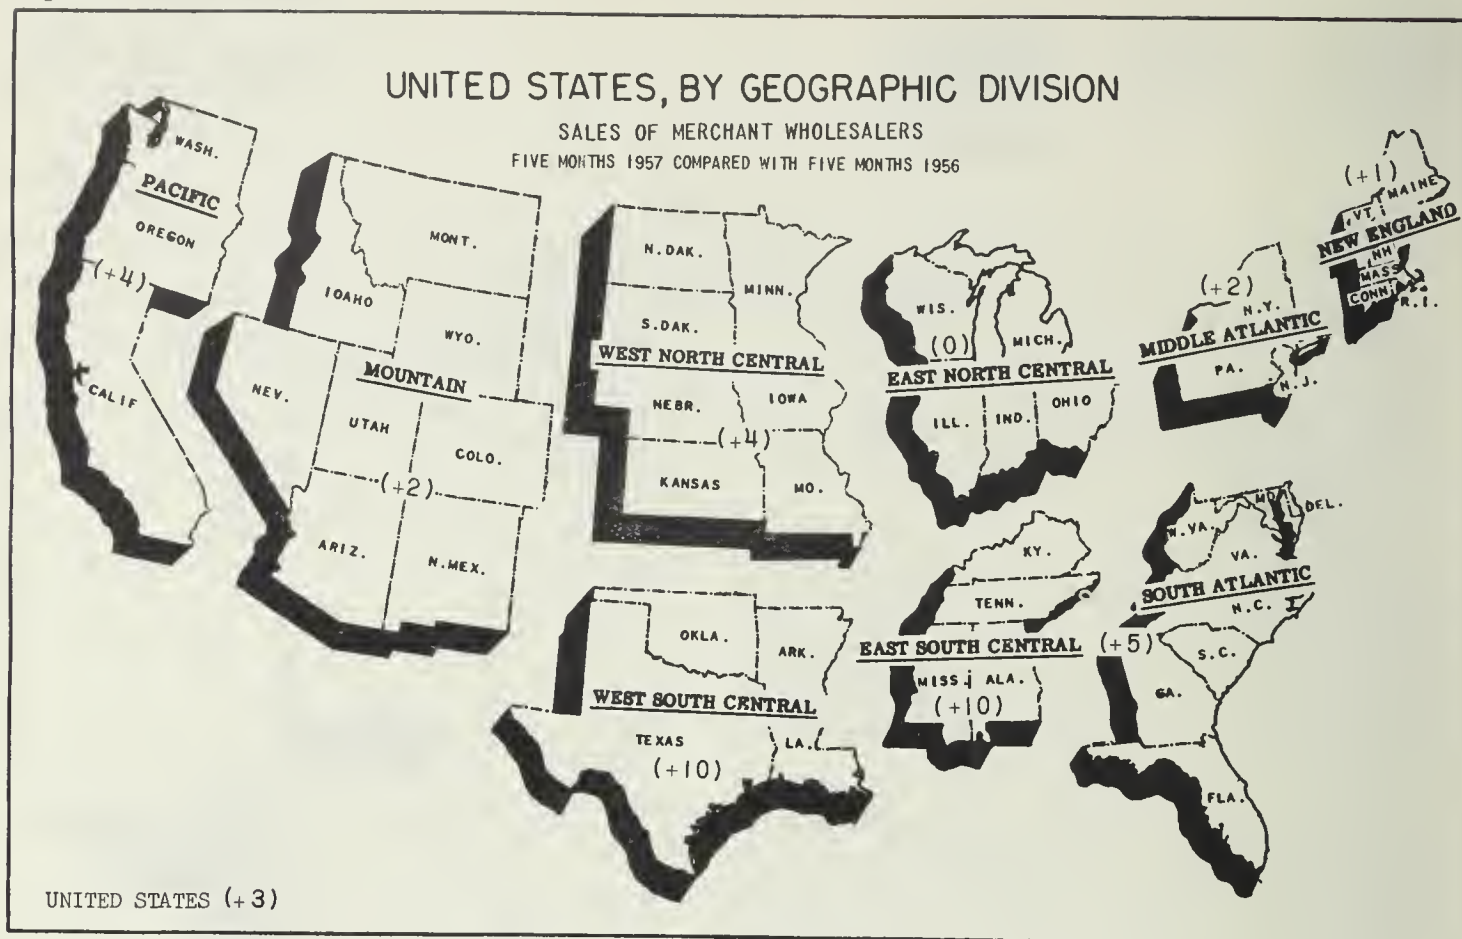 UNITED STATES, BY GEOGRAPHIC DIVISION
SALES OF MERCHANT WHOLESALERS
FIVE MONTHS 1957 COMPARED WITH FIVE MONTHS 1956
WASH.
PACIFIC
OREGON
(+4)
CALIF
MONT.
IDAHO
WYO.
MOUNTAIN
NEV.
UTAH
COLO.
(+2)
ARIZ.
N.MEX.
N.DAK.
MINN.
S.DAK.
WEST NORTH CENTRAL
NEBR.
IOWA
(+4)
KANSAS
MO.
WIS.
(0)
MICH.
EAST NORTH CENTRAL
ILL.
IND.
OHIO
(+2)
N.Y.
MIDDLE ATLANTIC
PA.
N.J.
(+1)
MAINE
VT.
NEW ENGLAND
NH
MASS
CONN
R.I.
OKLA.
ARK.
WEST SOUTH CENTRAL
TEXAS
LA.
(+10)
KY.
TENN.
EAST SOUTH CENTRAL
MISS.
ALA.
(+10)
MD.
DEL.
W.VA.
VA.
SOUTH ATLANTIC
N.C.
(+5)
S.C.
GA.
FLA.
UNITED STATES (+3)